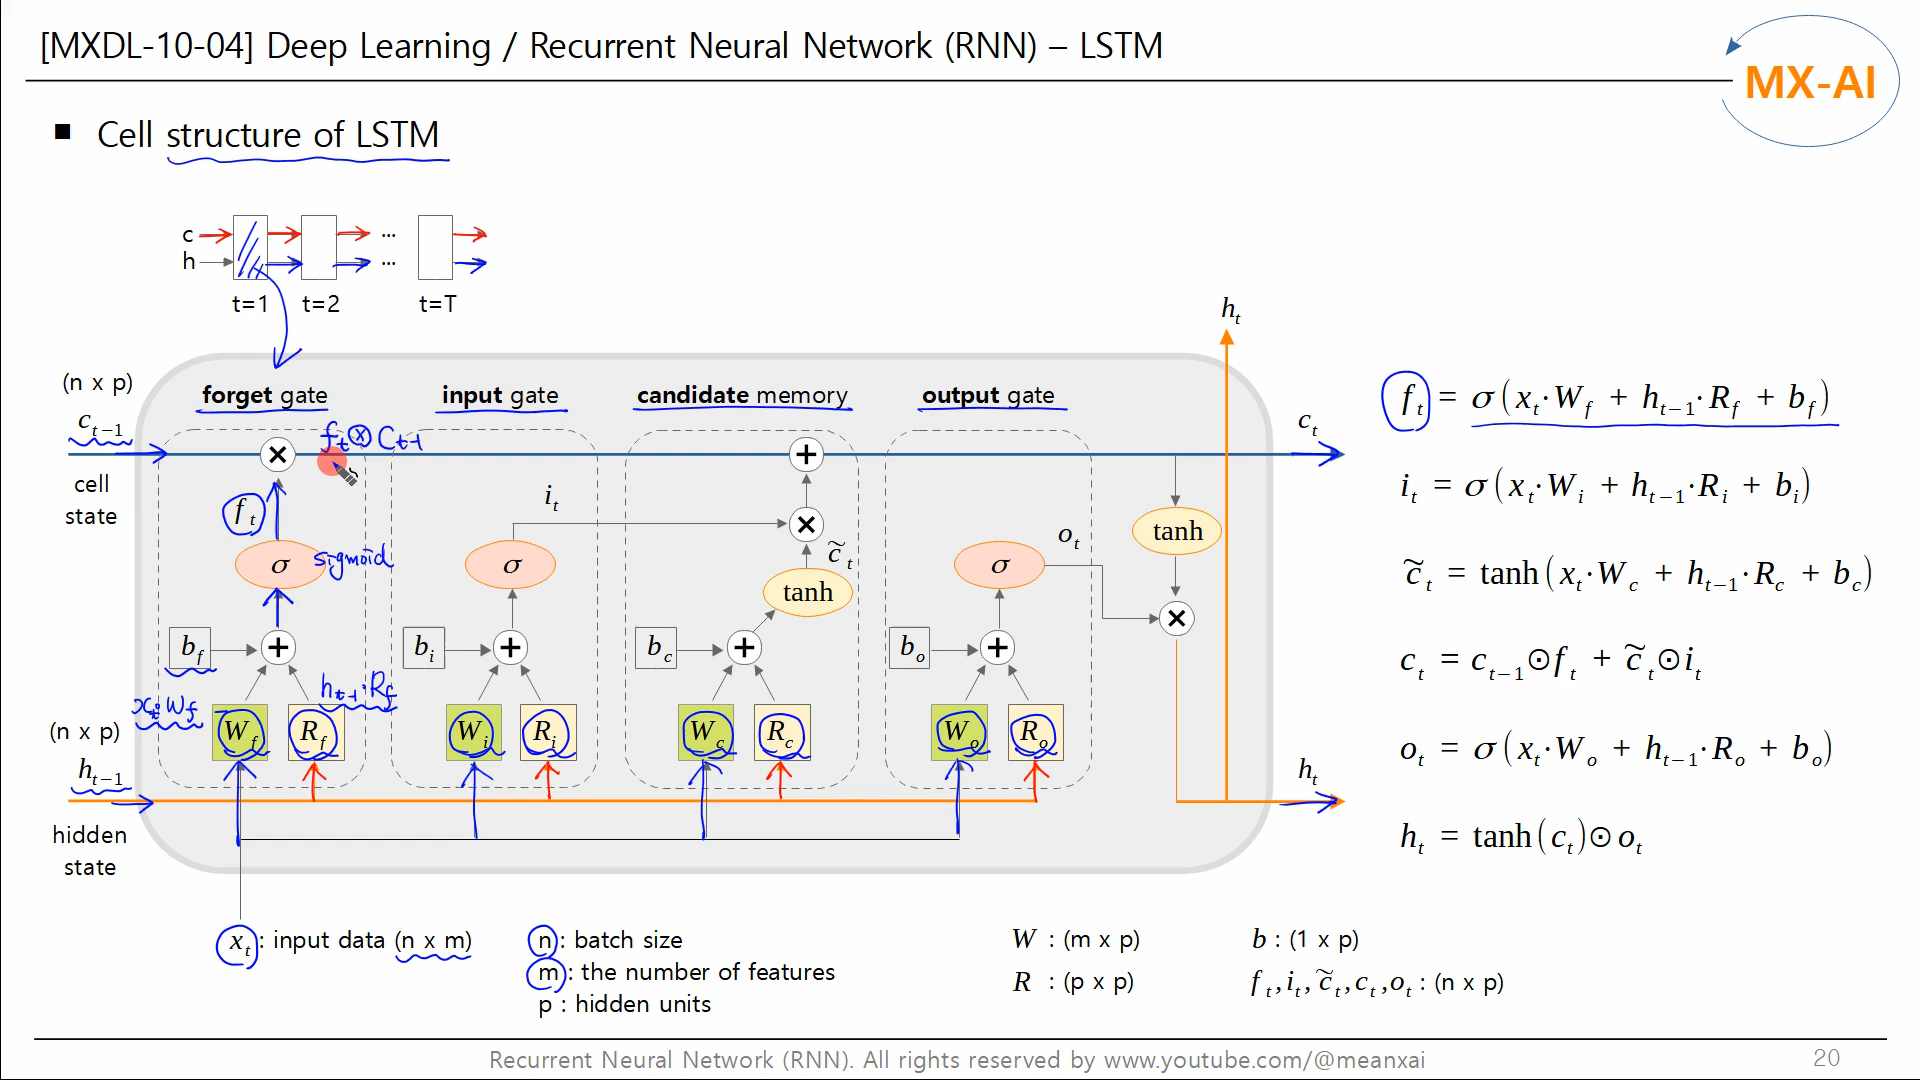 [MXDL-10-04] Deep Learning / Recurrent Neural Network (RNN) – LSTM
MX-AI
■ Cell structure of LSTM
c ...
h ...
t=1 t=2 t=T
h_t
(n x p)
c_{t-1}
cell
state
forget gate input gate candidate memory output gate
f_t ⊗ C_{t-1}
c_t
f_t
i_t
o_t
c̃_t
× + × ×
σ sigmoid σ tanh σ tanh
b_f + b_i + b_c + b_o +
x_t·W_f h_{t-1}·R_f
W_f R_f W_i R_i W_c R_c W_o R_o
(n x p)
h_{t-1}
hidden
state
h_t
f_t = σ(x_t·W_f + h_{t-1}·R_f + b_f)
i_t = σ(x_t·W_i + h_{t-1}·R_i + b_i)
c̃_t = tanh(x_t·W_c + h_{t-1}·R_c + b_c)
c_t = c_{t-1}⊙f_t + c̃_t⊙i_t
o_t = σ(x_t·W_o + h_{t-1}·R_o + b_o)
h_t = tanh(c_t)⊙o_t
x_t : input data (n x m)
n : batch size
m : the number of features
p : hidden units
W : (m x p)
R : (p x p)
b : (1 x p)
f_t, i_t, c̃_t, c_t, o_t : (n x p)
Recurrent Neural Network (RNN). All rights reserved by www.youtube.com/@meanxai
20